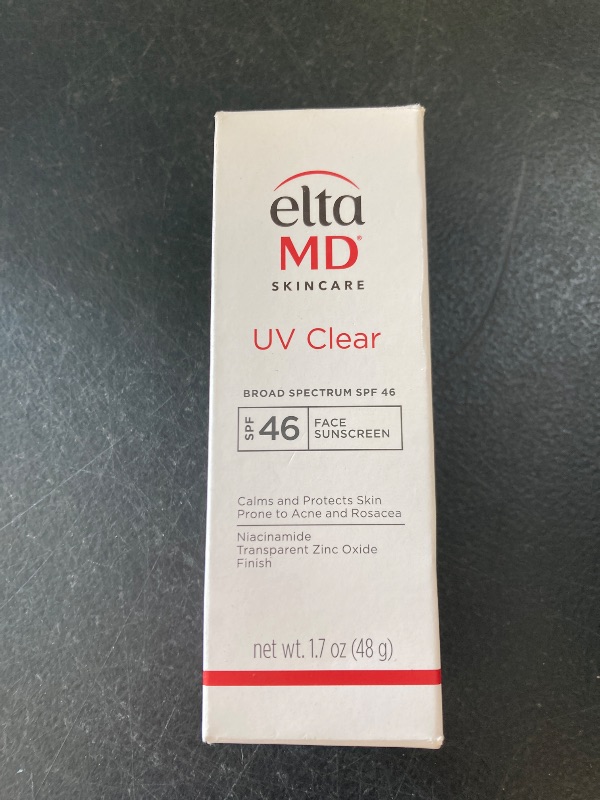 elta
MD®
SKINCARE
UV Clear
BROAD SPECTRUM SPF 46
SPF 46 FACE
SUNSCREEN
Calms and Protects Skin
Prone to Acne and Rosacea
Niacinamide
Transparent Zinc Oxide
Finish
net wt. 1.7 oz (48 g)